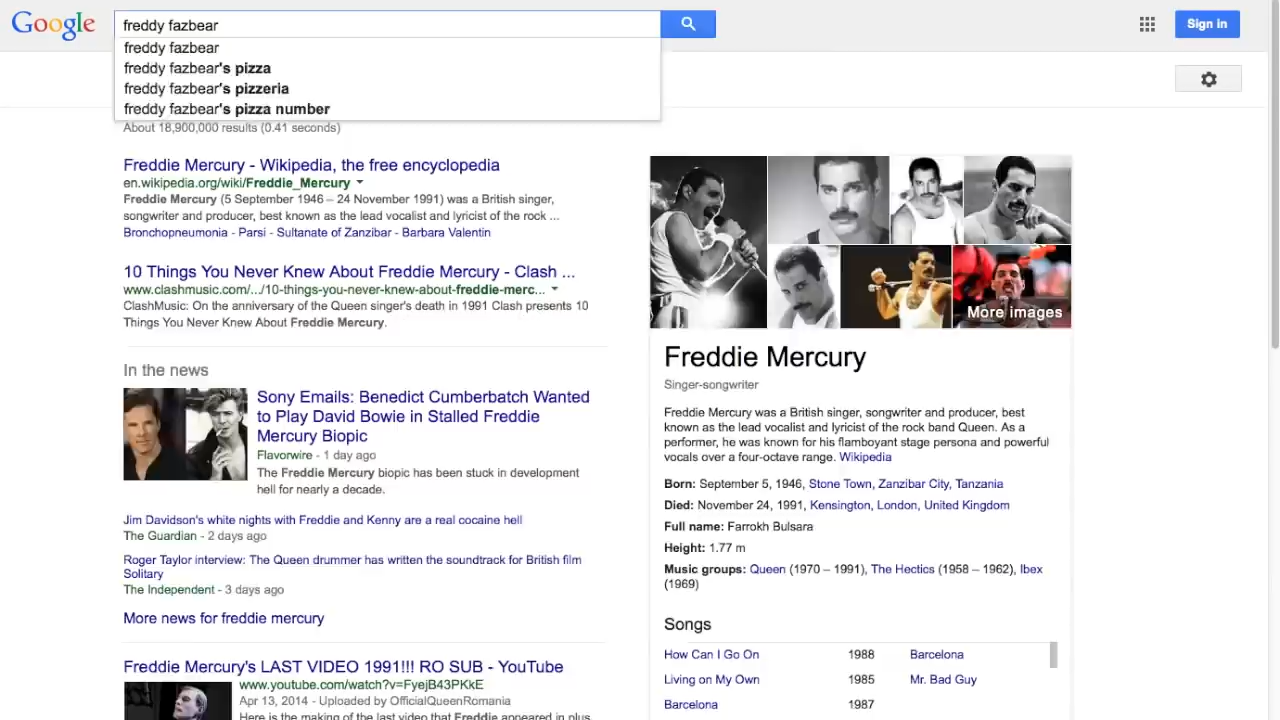 Google
freddy fazbear
Sign in
freddy fazbear
freddy fazbear's pizza
freddy fazbear's pizzeria
freddy fazbear's pizza number
About 18,900,000 results (0.41 seconds)
Freddie Mercury - Wikipedia, the free encyclopedia
en.wikipedia.org/wiki/Freddie_Mercury
Freddie Mercury (5 September 1946 – 24 November 1991) was a British singer,
songwriter and producer, best known as the lead vocalist and lyricist of the rock ...
Bronchopneumonia - Parsi - Sultanate of Zanzibar - Barbara Valentin
10 Things You Never Knew About Freddie Mercury - Clash ...
www.clashmusic.com/.../10-things-you-never-knew-about-freddie-merc...
ClashMusic: On the anniversary of the Queen singer's death in 1991 Clash presents 10
Things You Never Knew About Freddie Mercury.
In the news
Sony Emails: Benedict Cumberbatch Wanted
to Play David Bowie in Stalled Freddie
Mercury Biopic
Flavorwire - 1 day ago
The Freddie Mercury biopic has been stuck in development
hell for nearly a decade.
Jim Davidson's white nights with Freddie and Kenny are a real cocaine hell
The Guardian - 2 days ago
Roger Taylor interview: The Queen drummer has written the soundtrack for British film
Solitary
The Independent - 3 days ago
More news for freddie mercury
Freddie Mercury's LAST VIDEO 1991!!! RO SUB - YouTube
www.youtube.com/watch?v=FyejB43PKkE
Apr 13, 2014 - Uploaded by OfficialQueenRomania
Here is the making of the last video that Freddie appeared in plus
More images
Freddie Mercury
Singer-songwriter
Freddie Mercury was a British singer, songwriter and producer, best
known as the lead vocalist and lyricist of the rock band Queen. As a
performer, he was known for his flamboyant stage persona and powerful
vocals over a four-octave range. Wikipedia
Born: September 5, 1946, Stone Town, Zanzibar City, Tanzania
Died: November 24, 1991, Kensington, London, United Kingdom
Full name: Farrokh Bulsara
Height: 1.77 m
Music groups: Queen (1970 – 1991), The Hectics (1958 – 1962), Ibex
(1969)
Songs
How Can I Go On 1988 Barcelona
Living on My Own 1985 Mr. Bad Guy
Barcelona 1987